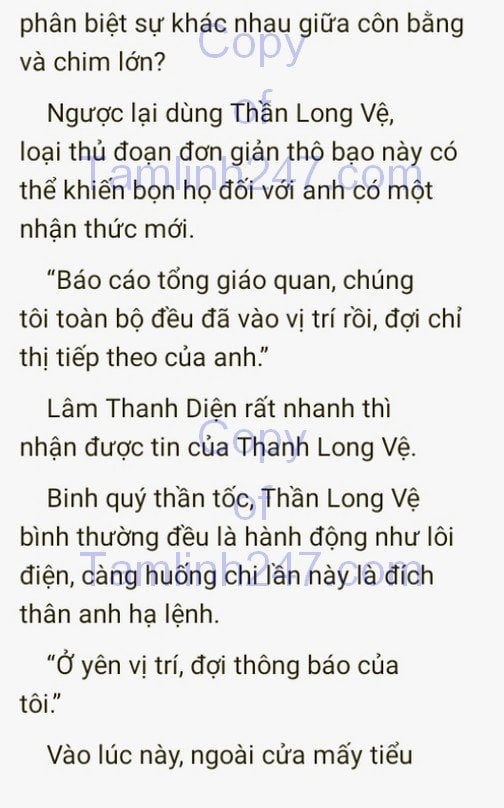 phân biệt sự khác nhau giữa côn bằng
và chim lớn?
Ngược lại dùng Thần Long Vệ,
loại thủ đoạn đơn giản thô bạo này có
thể khiến bọn họ đối với anh có một
nhận thức mới.
“Báo cáo tổng giáo quan, chúng
tôi toàn bộ đều đã vào vị trí rồi, đợi chỉ
thị tiếp theo của anh.”
Lâm Thanh Diện rất nhanh thì
nhận được tin của Thanh Long Vệ.
Binh quý thần tốc, Thần Long Vệ
bình thường đều là hành động như lôi
điện, càng huống chi lần này là đích
thân anh hạ lệnh.
“Ở yên vị trí, đợi thông báo của
tôi.”
Vào lúc này, ngoài cửa mấy tiểu
Copy
of
Tamlinh247.com
Copy
of
Tamlinh247.com